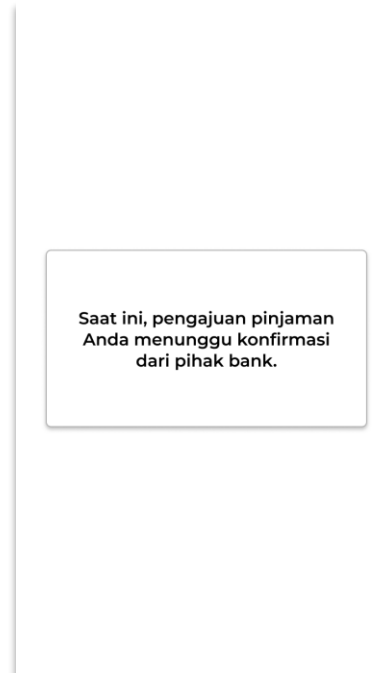 Saat ini, pengajuan pinjaman
Anda menunggu konfirmasi
dari pihak bank.